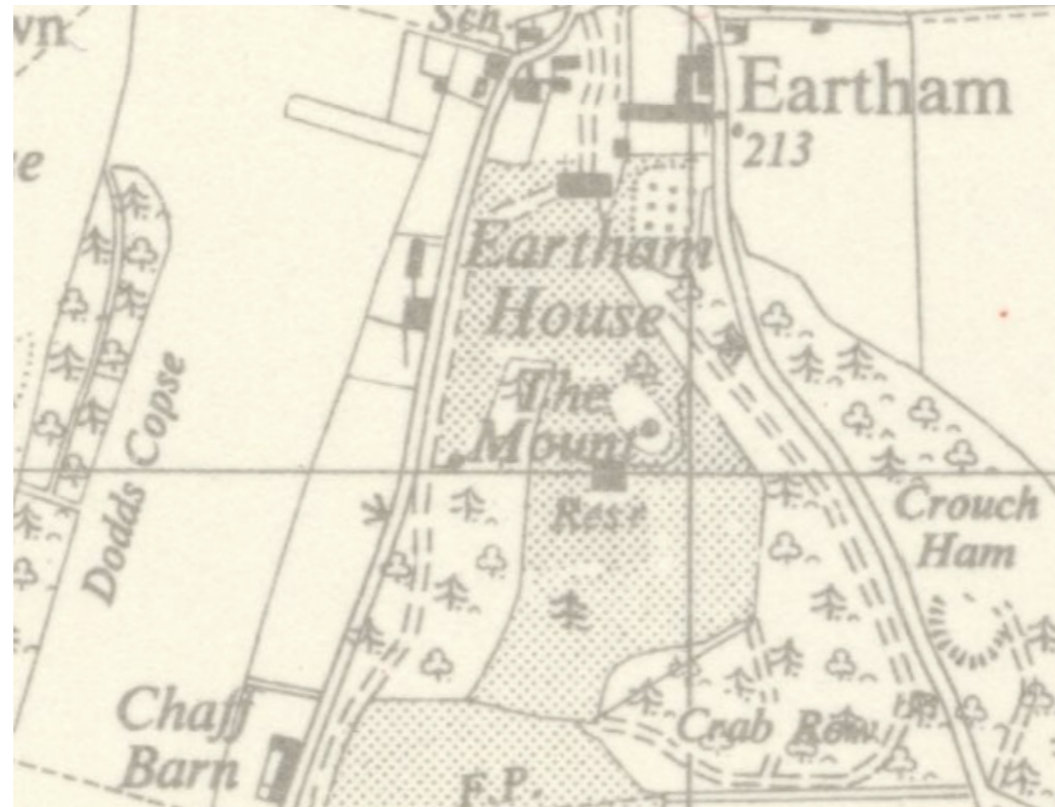 Sch.
Eartham
213
Eartham
House
The
Mount
Resr
Crouch
Ham
Dodds Copse
Chaff
Barn
Crab Row
F.P.